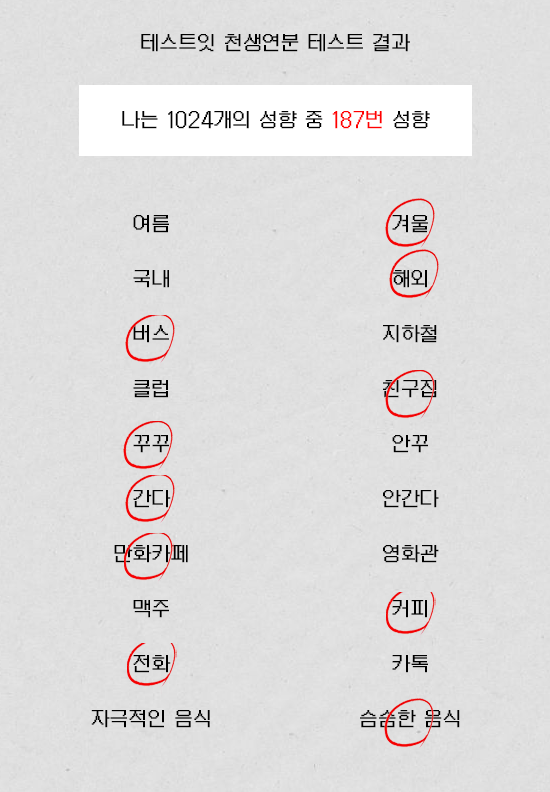 테스트잇 천생연분 테스트 결과
나는 1024개의 성향 중 187번 성향
여름 겨울
국내 해외
버스 지하철
클럽 친구집
꾸꾸 안꾸
간다 안간다
만화카페 영화관
맥주 커피
전화 카톡
자극적인 음식 슴슴한 음식